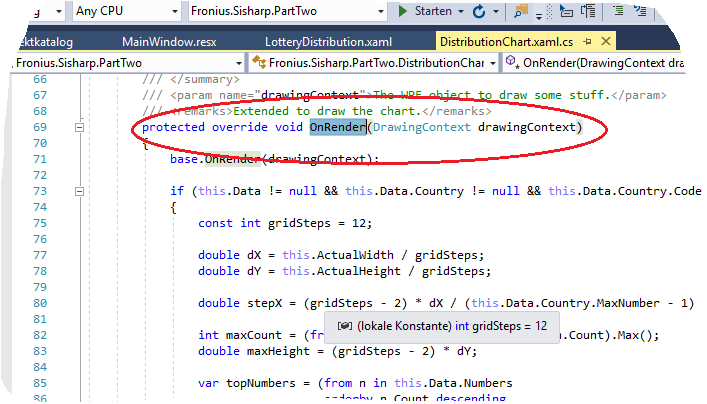 Any CPU Fronius.Sisharp.PartTwo Starten
ektkatalog MainWindow.resx LotteryDistribution.xaml DistributionChart.xaml.cs
Fronius.Sisharp.PartTwo Fronius.Sisharp.PartTwo.DistributionChart OnRender(DrawingContext dra
66 /// </summary>
67 /// <param name="drawingContext">The WPF object to draw some stuff.</param>
68 /// <remarks>Extended to draw the chart.</remarks>
69 protected override void OnRender(DrawingContext drawingContext)
70 {
71 base.OnRender(drawingContext);
72
73 if (this.Data != null && this.Data.Country != null && this.Data.Country.Code
74 {
75 const int gridSteps = 12;
76
77 double dX = this.ActualWidth / gridSteps;
78 double dY = this.ActualHeight / gridSteps;
79
80 double stepX = (gridSteps - 2) * dX / (this.Data.Country.MaxNumber - 1)
81
(lokale Konstante) int gridSteps = 12
82 int maxCount = (fr .Count).Max();
83 double maxHeight = (gridSteps - 2) * dY;
84
85 var topNumbers = (from n in this.Data.Numbers
86 orderby n.Count descending